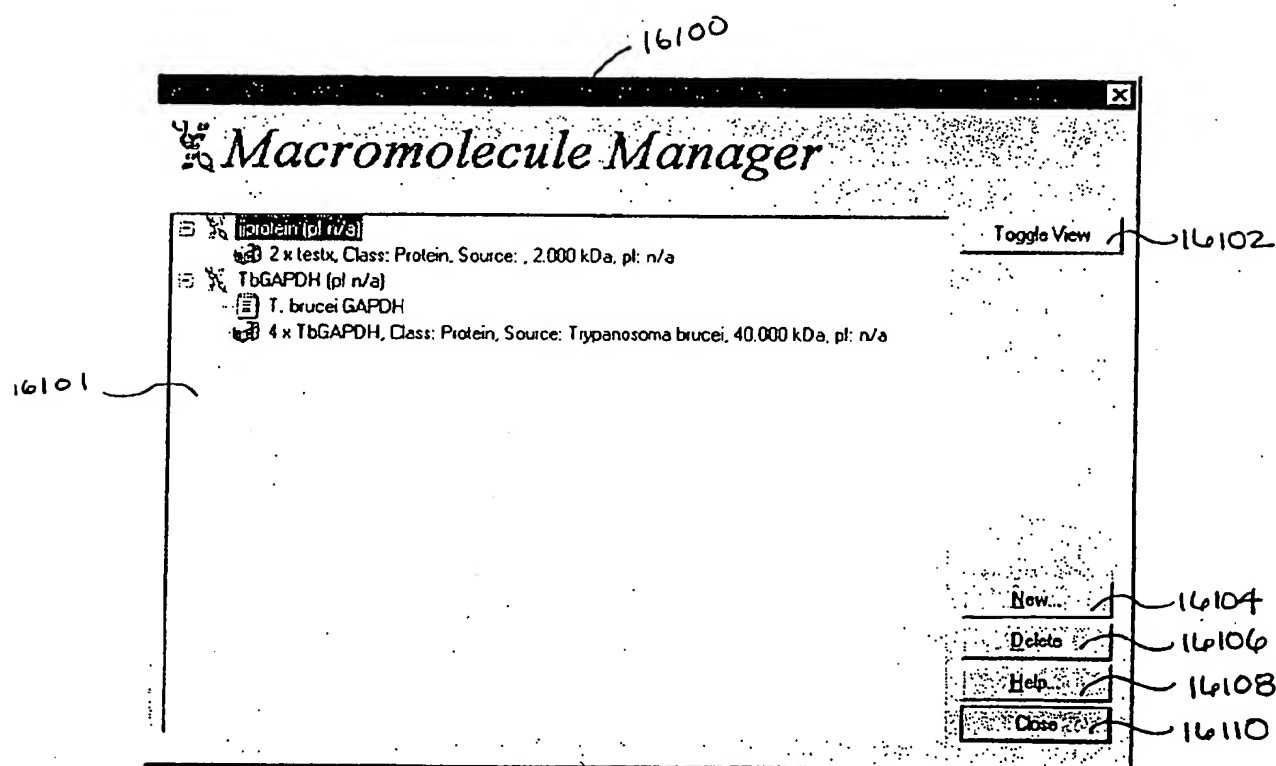 16100
Macromolecule Manager
(pI n/a)
2 x testx, Class: Protein, Source: , 2.000 kDa, pI: n/a
TbGAPDH (pI n/a)
T. brucei GAPDH
4 x TbGAPDH, Class: Protein, Source: Trypanosoma brucei, 40.000 kDa, pI: n/a
Toggle View
16102
16101
New...
16104
Delete
16106
Help...
16108
Close
16110